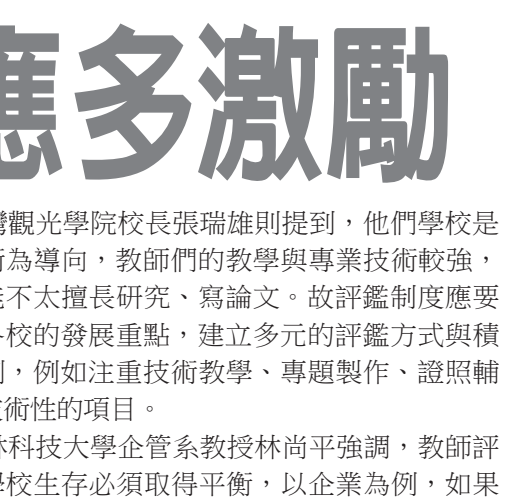 應多激勵
灣觀光學院校長張瑞雄則提到，他們學校是
術為導向，教師們的教學與專業技術較強，
能不太擅長研究、寫論文。故評鑑制度應要
各校的發展重點，建立多元的評鑑方式與積
制，例如注重技術教學、專題製作、證照輔
技術性的項目。
林科技大學企管系教授林尚平強調，教師評
學校生存必須取得平衡，以企業為例，如果